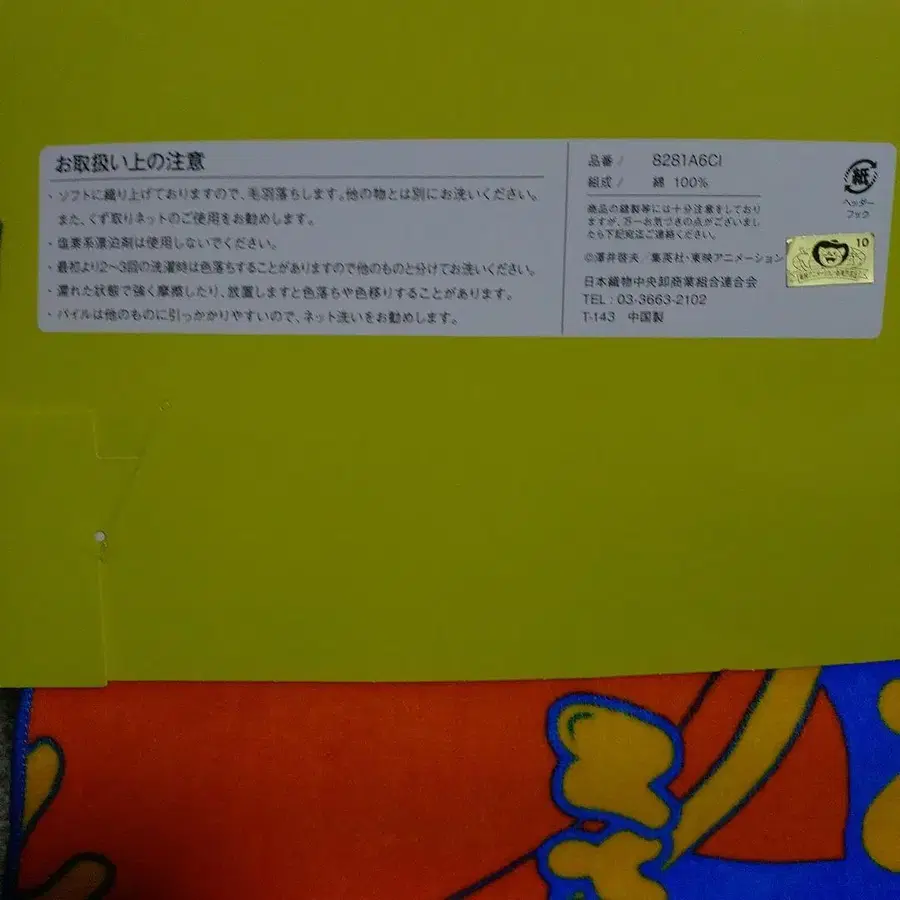 お取扱い上の注意
・ソフトに織り上げておりますので、毛羽落ちします。他の物とは別にお洗いください。
また、くず取りネットのご使用をお勧めします。
・塩素系漂泊剤は使用しないでください。
・最初より2～3回の洗濯時は色落ちすることがありますので他のものと分けてお洗い。
・濡れた状態で強く摩擦したり、放置しますと色落ちや色移りすることがあります。
・パイルは他のものに引っかかりやすいので、ネット洗いをお勧めします。
品番 / 8281A6CI
組成 / 綿 100%
商品の縫製等には十分注意をしており
ますが、万一お気づきの点がございまし
たら下記宛迄ご連絡ください。
©澤井啓夫/集英社・東映アニメーション
日本織物中央卸商業組合連合会
TEL : 03-3663-2102
T-143 中国製
紙
ヘッダー
フック
10